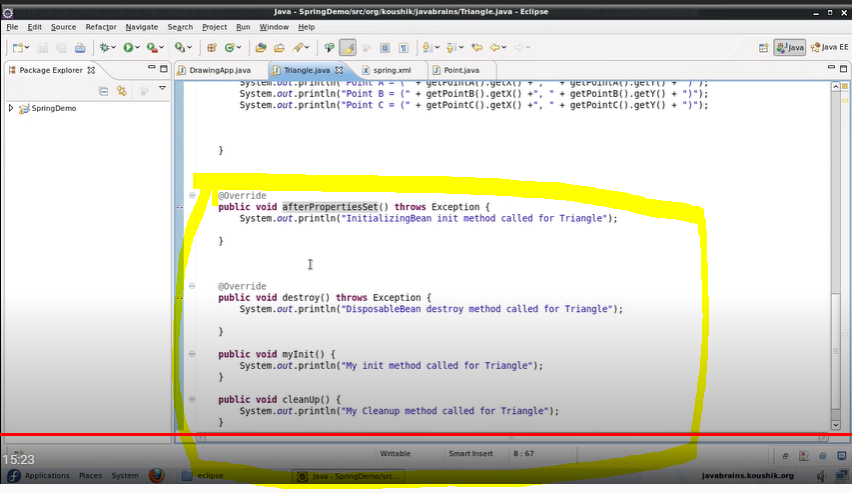 Java - SpringDemo/src/org/koushik/javabrains/Triangle.java - Eclipse
File Edit Source Refactor Navigate Search Project Run Window Help
Java Java EE
Package Explorer
DrawingApp.java Triangle.java spring.xml Point.java
SpringDemo
System.out.println("Point A = (" + getPointA().getX() +", " + getPointA().getY() + ")");
System.out.println("Point B = (" + getPointB().getX() +", " + getPointB().getY() + ")");
System.out.println("Point C = (" + getPointC().getX() +", " + getPointC().getY() + ")");
}
@Override
public void afterPropertiesSet() throws Exception {
System.out.println("InitializingBean init method called for Triangle");
}
@Override
public void destroy() throws Exception {
System.out.println("DisposableBean destroy method called for Triangle");
}
public void myInit() {
System.out.println("My init method called for Triangle");
}
public void cleanUp() {
System.out.println("My Cleanup method called for Triangle");
}
Writable Smart Insert 8 : 67
15:23
Applications Places System eclipse Java - SpringDemo/src... javabrains.koushik.org